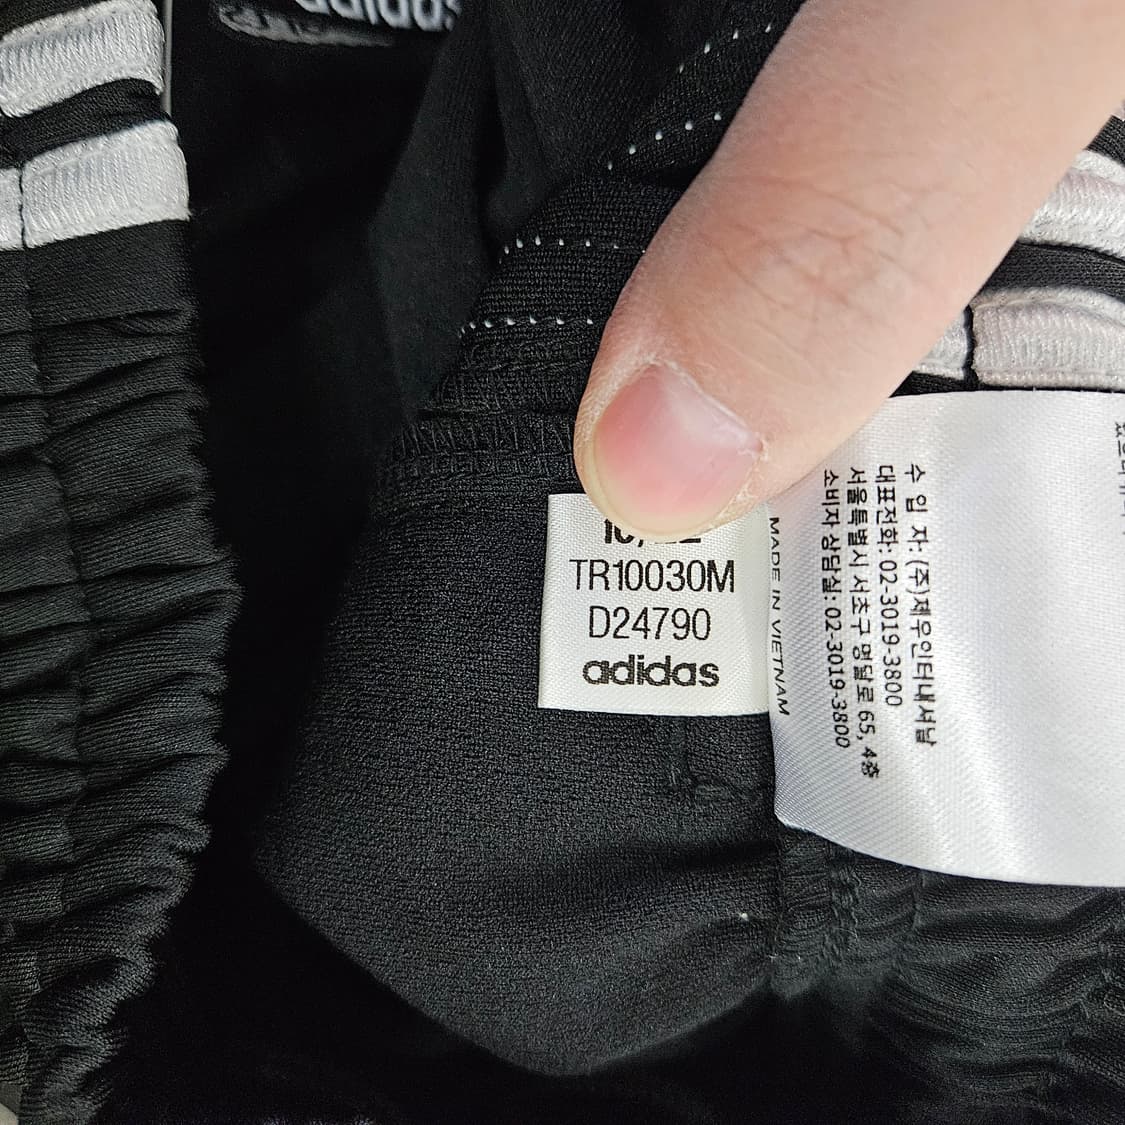 adidas
TR10030M
D24790
adidas
MADE IN VIETNAM
수 입 자: (주)제우인터내셔날
대표전화: 02-3019-3800
서울특별시 서초구 명달로 65, 4층
소비자 상담실: 02-3019-3800